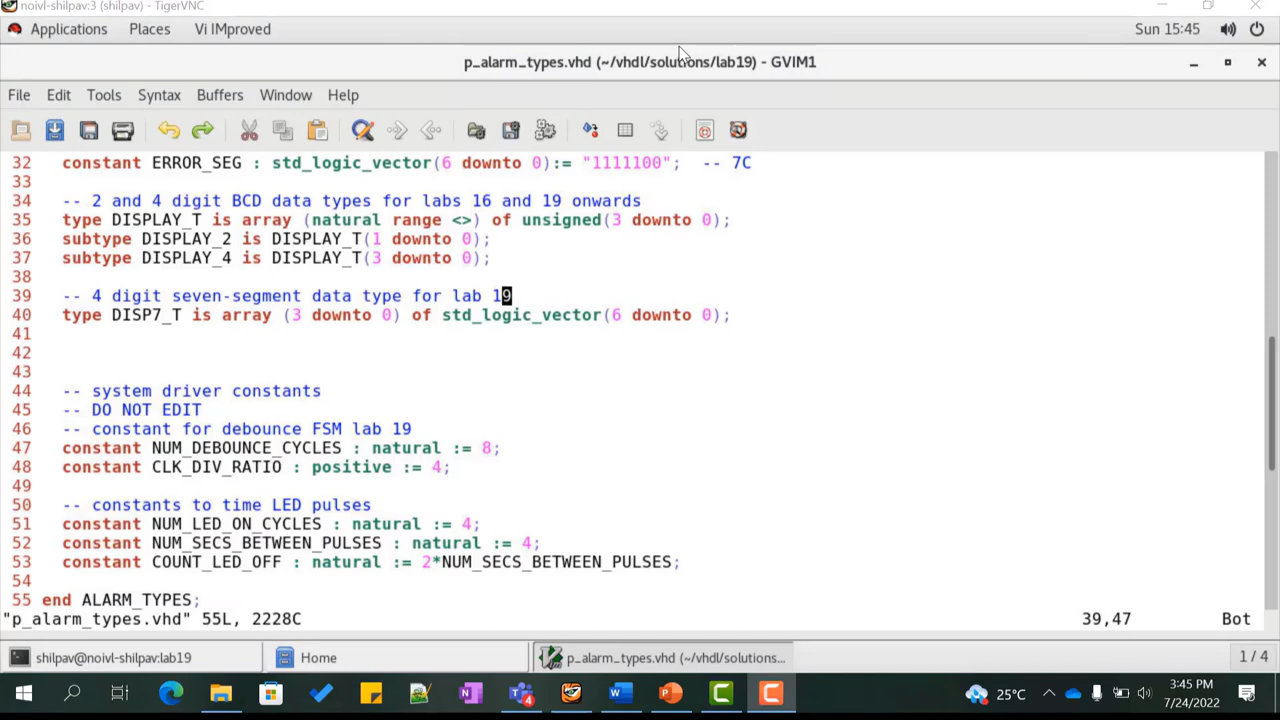 noivl-shilpav:3 (shilpav) - TigerVNC
Applications Places Vi IMproved Sun 15:45
p_alarm_types.vhd (~/vhdl/solutions/lab19) - GVIM1
File Edit Tools Syntax Buffers Window Help
32 constant ERROR_SEG : std_logic_vector(6 downto 0):= "1111100"; -- 7C
33
34 -- 2 and 4 digit BCD data types for labs 16 and 19 onwards
35 type DISPLAY_T is array (natural range <>) of unsigned(3 downto 0);
36 subtype DISPLAY_2 is DISPLAY_T(1 downto 0);
37 subtype DISPLAY_4 is DISPLAY_T(3 downto 0);
38
39 -- 4 digit seven-segment data type for lab 19
40 type DISP7_T is array (3 downto 0) of std_logic_vector(6 downto 0);
41
42
43
44 -- system driver constants
45 -- DO NOT EDIT
46 -- constant for debounce FSM lab 19
47 constant NUM_DEBOUNCE_CYCLES : natural := 8;
48 constant CLK_DIV_RATIO : positive := 4;
49
50 -- constants to time LED pulses
51 constant NUM_LED_ON_CYCLES : natural := 4;
52 constant NUM_SECS_BETWEEN_PULSES : natural := 4;
53 constant COUNT_LED_OFF : natural := 2*NUM_SECS_BETWEEN_PULSES;
54
55 end ALARM_TYPES;
"p_alarm_types.vhd" 55L, 2228C 39,47 Bot
shilpav@noivl-shilpav:lab19 Home p_alarm_types.vhd (~/vhdl/solutions... 1 / 4
25°C 3:45 PM
7/24/2022